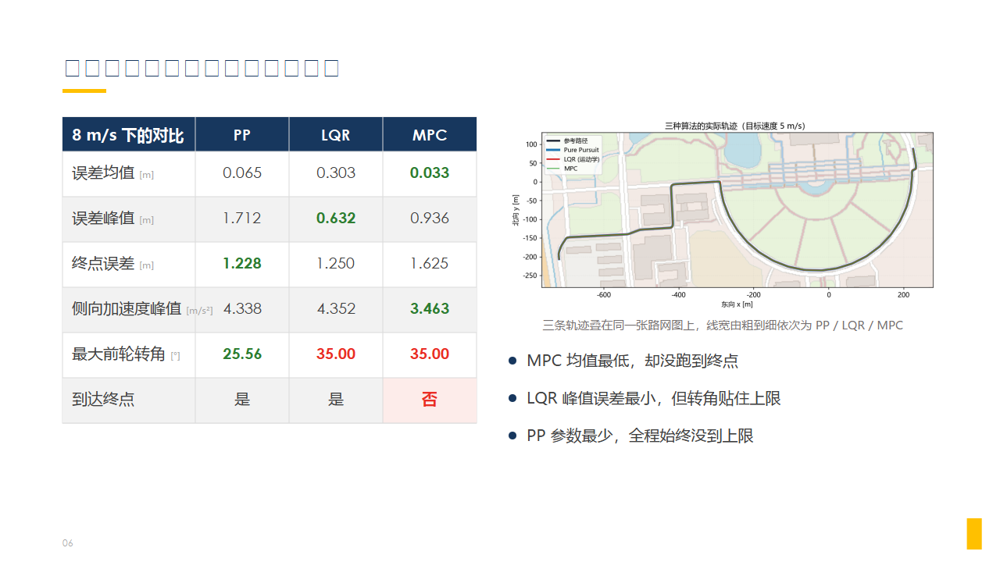 8 m/s 下的对比 PP LQR MPC
误差均值 [m] 0.065 0.303 0.033
误差峰值 [m] 1.712 0.632 0.936
终点误差 [m] 1.228 1.250 1.625
侧向加速度峰值 [m/s²] 4.338 4.352 3.463
最大前轮转角 [°] 25.56 35.00 35.00
到达终点 是 是 否
三种算法的实际轨迹（目标速度 5 m/s）
参考路径
Pure Pursuit
LQR (运动学)
MPC
北向 y [m]
100
50
0
-50
-100
-150
-200
-250
-600 -400 -200 0 200
东向 x [m]
三条轨迹叠在同一张路网图上，线宽由粗到细依次为 PP / LQR / MPC
MPC 均值最低，却没跑到终点
LQR 峰值误差最小，但转角贴住上限
PP 参数最少，全程始终没到上限
06